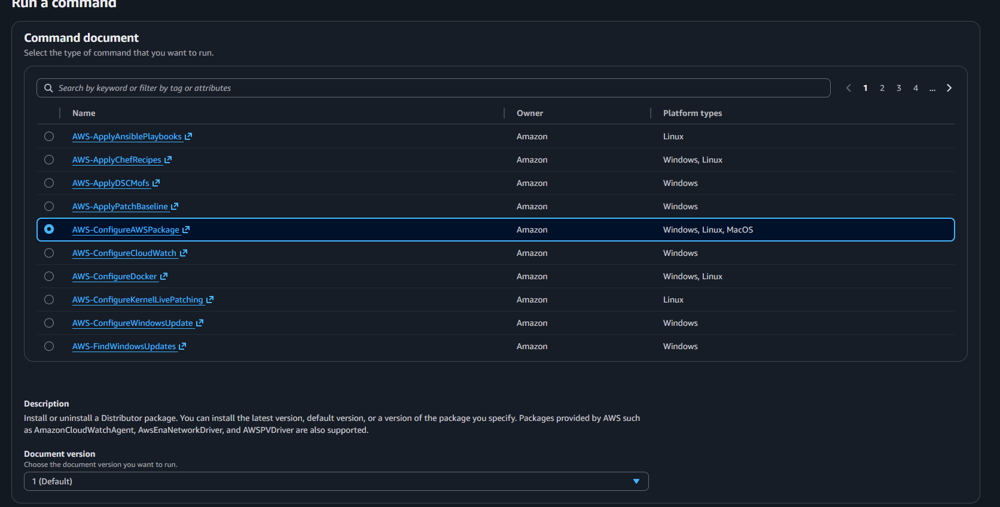 Run a command
Command document
Select the type of command that you want to run.
Search by keyword or filter by tag or attributes
1 2 3 4 ...
Name Owner Platform types
AWS-ApplyAnsiblePlaybooks Amazon Linux
AWS-ApplyChefRecipes Amazon Windows, Linux
AWS-ApplyDSCMofs Amazon Windows
AWS-ApplyPatchBaseline Amazon Windows
AWS-ConfigureAWSPackage Amazon Windows, Linux, MacOS
AWS-ConfigureCloudWatch Amazon Windows
AWS-ConfigureDocker Amazon Windows, Linux
AWS-ConfigureKernelLivePatching Amazon Linux
AWS-ConfigureWindowsUpdate Amazon Windows
AWS-FindWindowsUpdates Amazon Windows
Description
Install or uninstall a Distributor package. You can install the latest version, default version, or a version of the package you specify. Packages provided by AWS such
as AmazonCloudWatchAgent, AwsEnaNetworkDriver, and AWSPVDriver are also supported.
Document version
Choose the document version you want to run.
1 (Default)